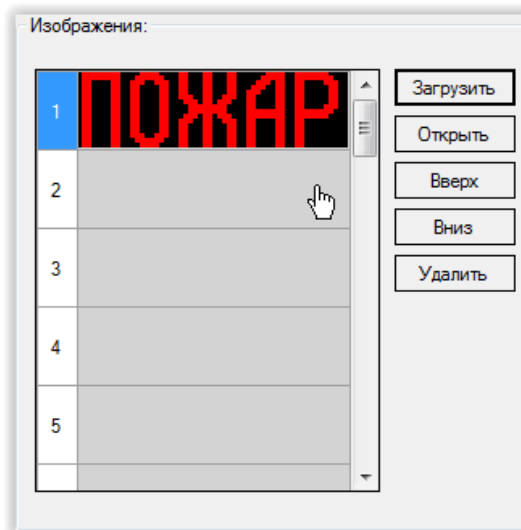 Изображения:
1
ПОЖАР
2
3
4
5
Загрузить
Открыть
Вверх
Вниз
Удалить